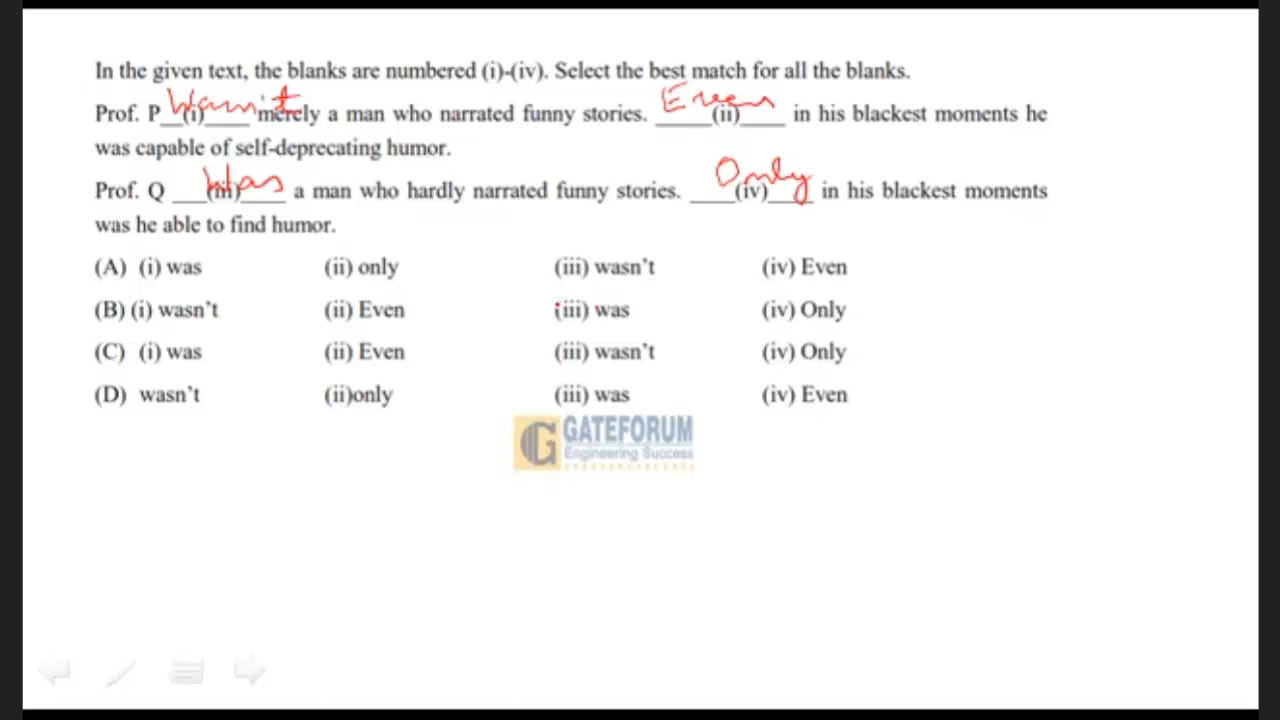 In the given text, the blanks are numbered (i)-(iv). Select the best match for all the blanks.
wasn't Even
Prof. P__(i)____ merely a man who narrated funny stories. _____(ii)____ in his blackest moments he
was capable of self-deprecating humor.
Was Only
Prof. Q ___(iii)____ a man who hardly narrated funny stories. ____(iv)____ in his blackest moments
was he able to find humor.
(A) (i) was (ii) only (iii) wasn't (iv) Even
(B) (i) wasn't (ii) Even (iii) was (iv) Only
(C) (i) was (ii) Even (iii) wasn't (iv) Only
(D) wasn't (ii)only (iii) was (iv) Even
G GATEFORUM
Engineering Success